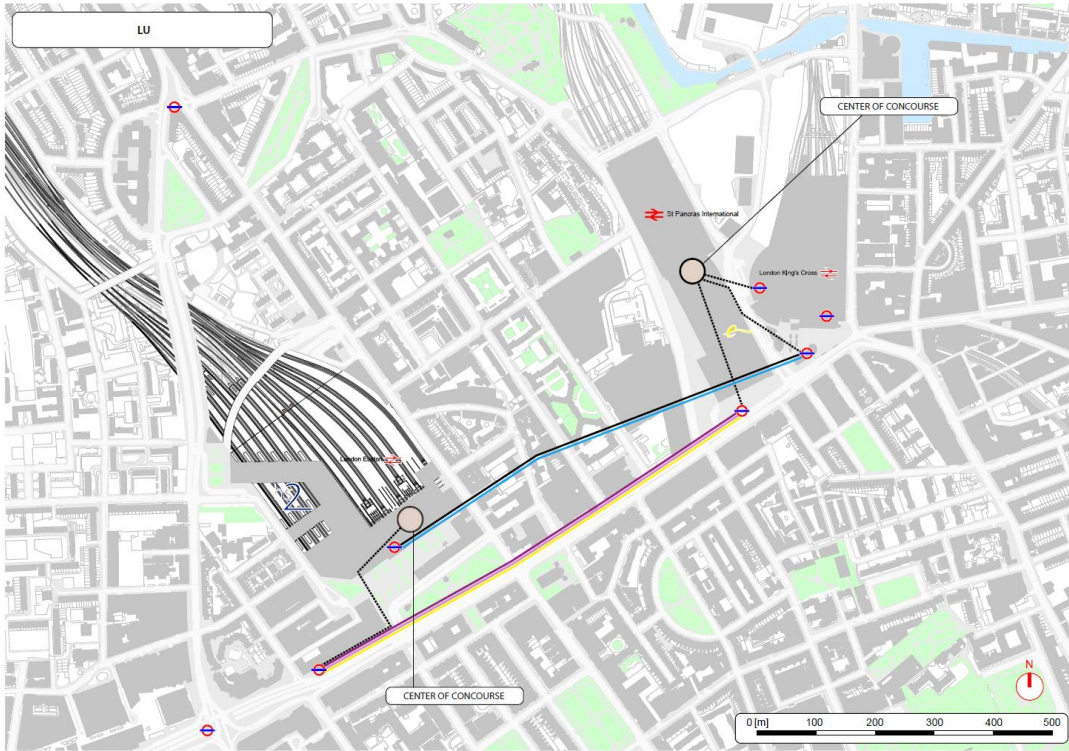 LU
CENTER OF CONCOURSE
St Pancras International
London King's Cross
London Euston
CENTER OF CONCOURSE
N
0 [m] 100 200 300 400 500